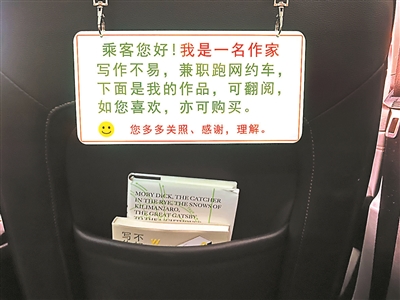 乘客您好!我是一名作家
写作不易，兼职跑网约车，
下面是我的作品，可翻阅，
如您喜欢，亦可购买。
您多多关照、感谢，理解。
MOBY DICK, THE CATCHER
IN THE RYE, THE SNOWS OF
KILIMANJARO,
THE GREAT GATSBY,
TO THE LIGHTHOUSE
不
写